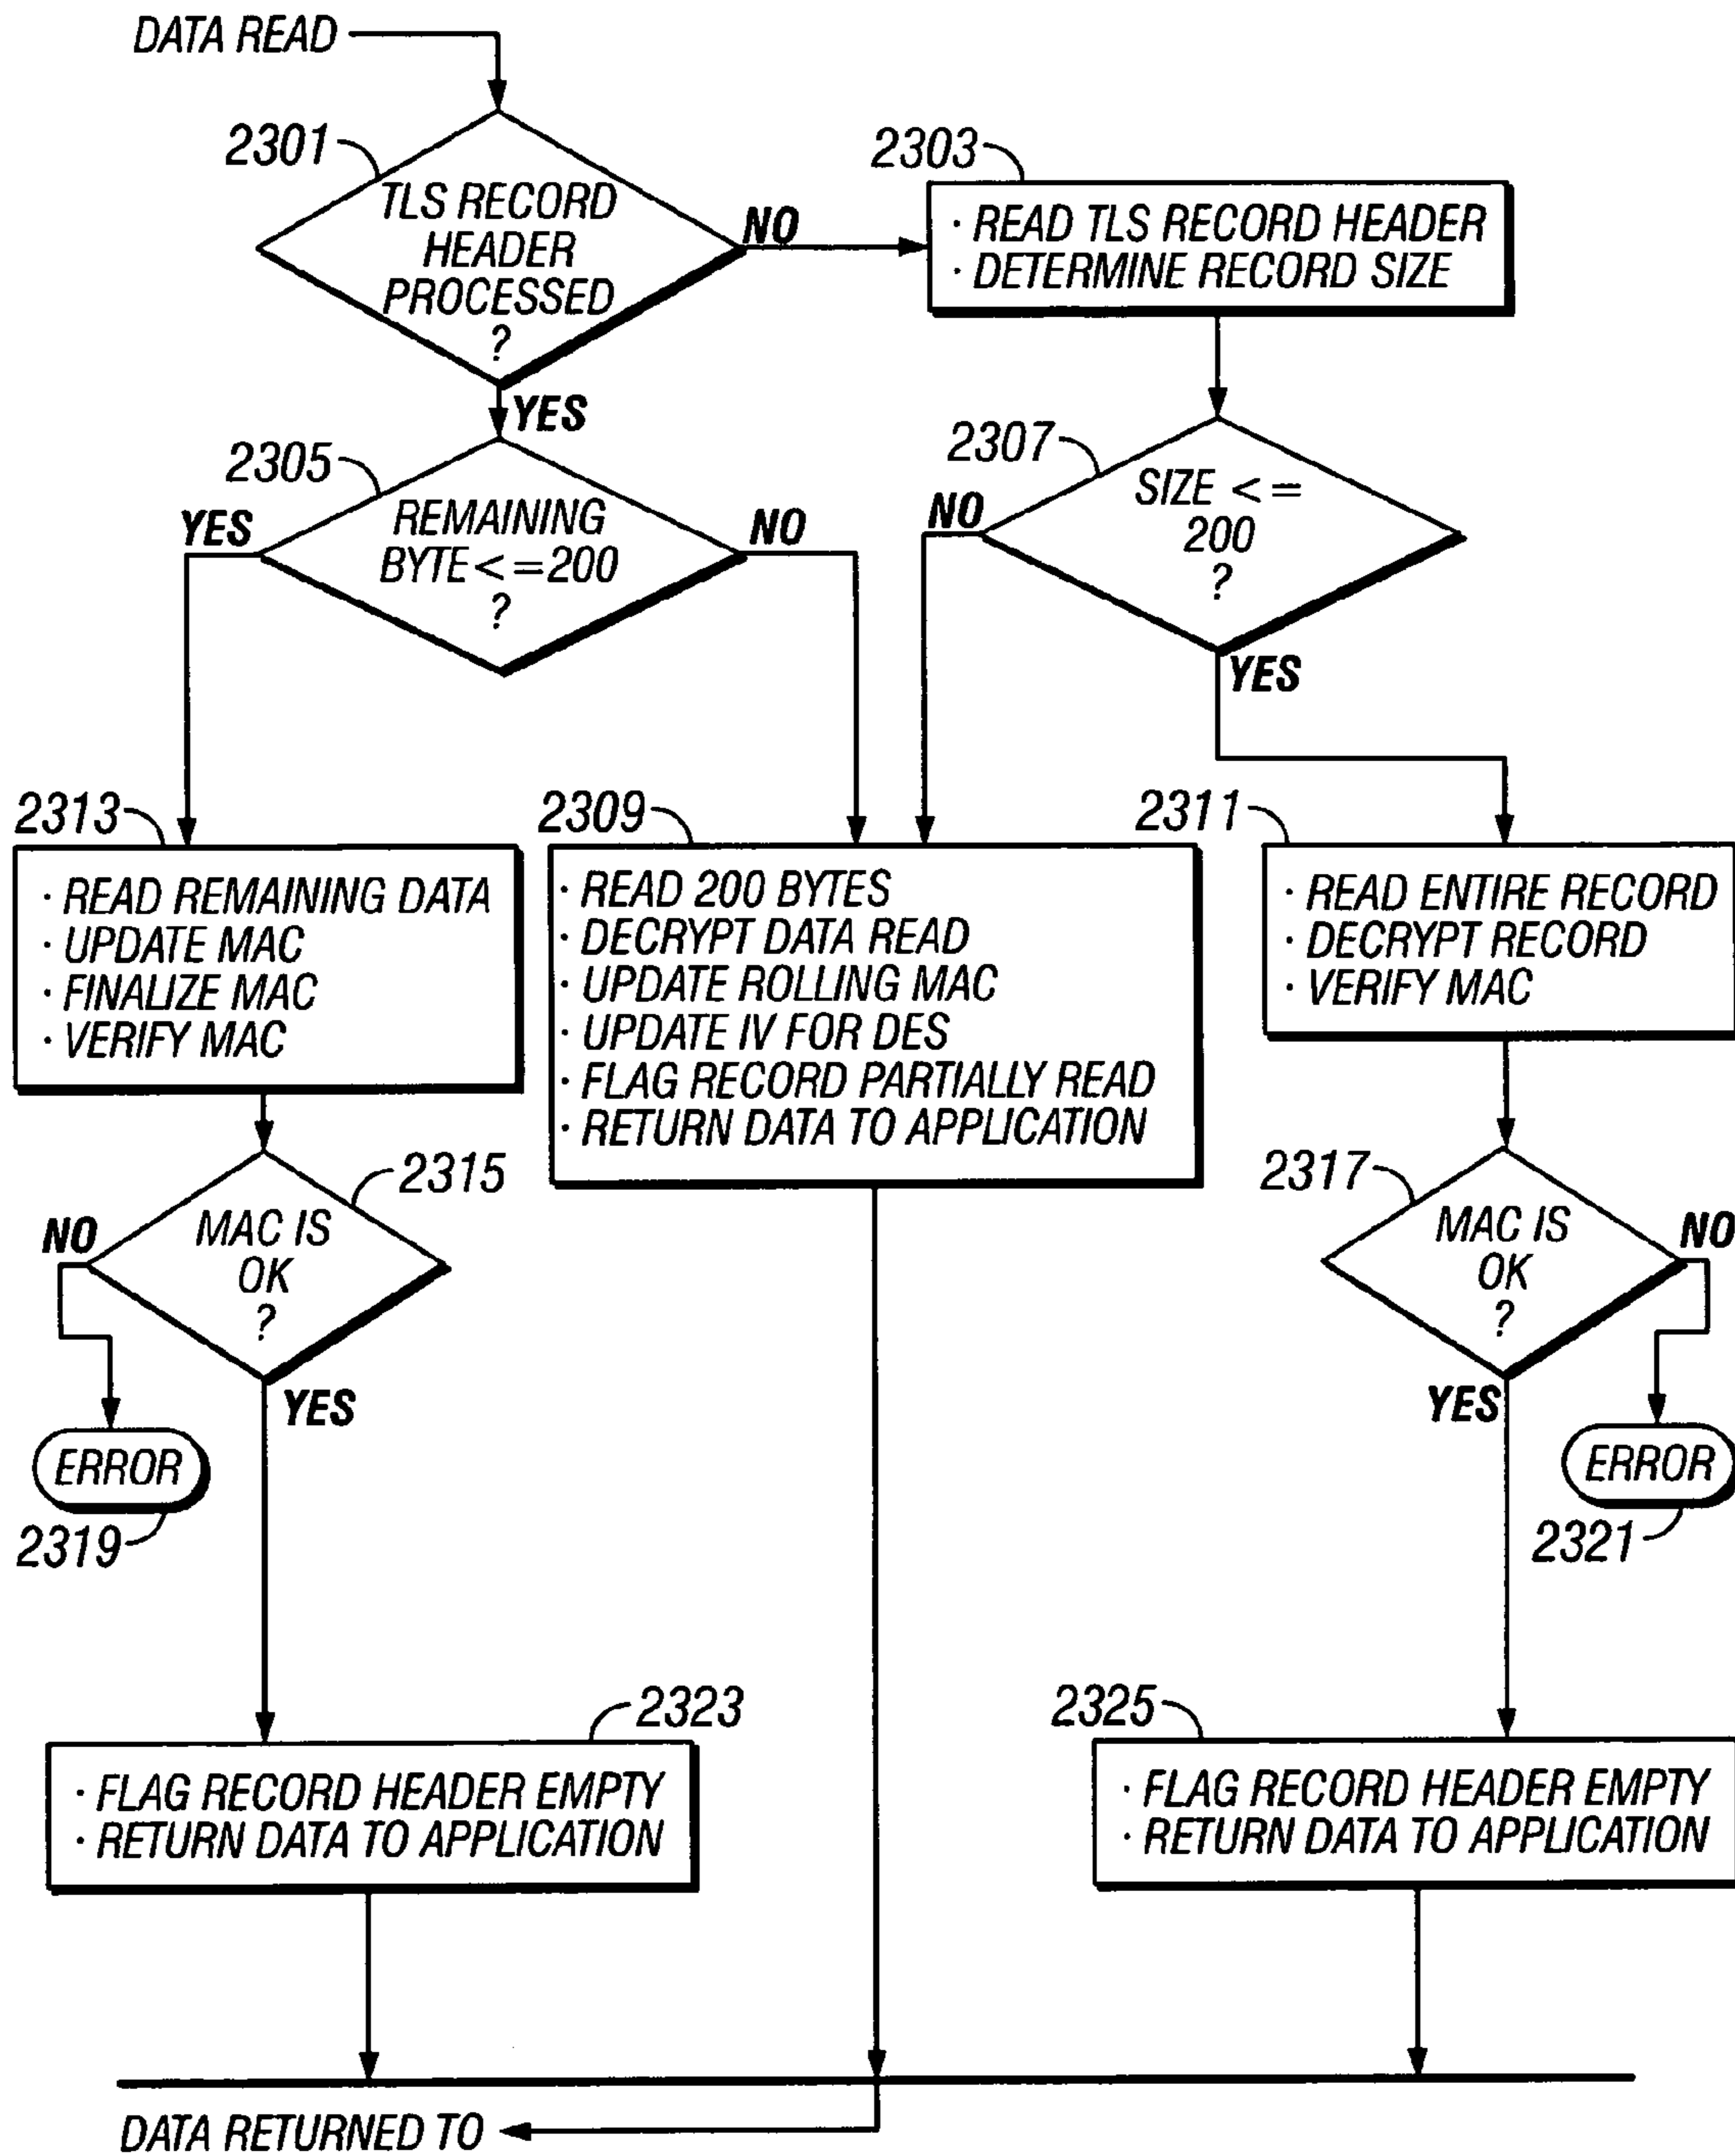 DATA READ
2301
TLS RECORD
HEADER
PROCESSED
?
NO
YES
2303
· READ TLS RECORD HEADER
· DETERMINE RECORD SIZE
2305
REMAINING
BYTE<=200
?
YES
NO
2307
SIZE <=
200
?
NO
YES
2313
· READ REMAINING DATA
· UPDATE MAC
· FINALIZE MAC
· VERIFY MAC
2309
· READ 200 BYTES
· DECRYPT DATA READ
· UPDATE ROLLING MAC
· UPDATE IV FOR DES
· FLAG RECORD PARTIALLY READ
· RETURN DATA TO APPLICATION
2311
· READ ENTIRE RECORD
· DECRYPT RECORD
· VERIFY MAC
2315
MAC IS
OK
?
NO
YES
2317
MAC IS
OK
?
NO
YES
ERROR
2319
ERROR
2321
2323
· FLAG RECORD HEADER EMPTY
· RETURN DATA TO APPLICATION
2325
· FLAG RECORD HEADER EMPTY
· RETURN DATA TO APPLICATION
DATA RETURNED TO